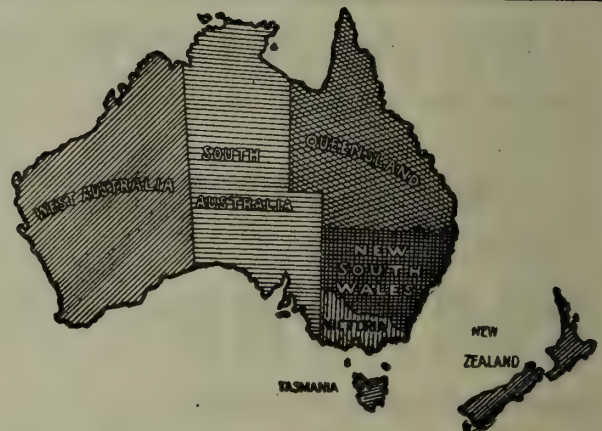 SOUTH
QUEENSLAND
WEST AUSTRALIA
AUSTRALIA
NEW
SOUTH
WALES
VICTORIA
NEW
ZEALAND
TASMANIA